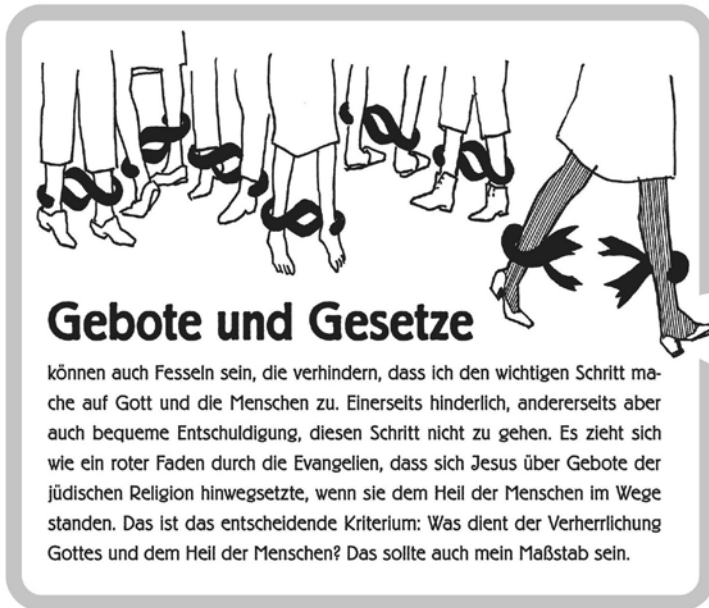 Gebote und Gesetze
können auch Fesseln sein, die verhindern, dass ich den wichtigen Schritt ma-
che auf Gott und die Menschen zu. Einerseits hinderlich, andererseits aber
auch bequeme Entschuldigung, diesen Schritt nicht zu gehen. Es zieht sich
wie ein roter Faden durch die Evangelien, dass sich Jesus über Gebote der
jüdischen Religion hinwegsetzte, wenn sie dem Heil der Menschen im Wege
standen. Das ist das entscheidende Kriterium: Was dient der Verherrlichung
Gottes und dem Heil der Menschen? Das sollte auch mein Maßstab sein.